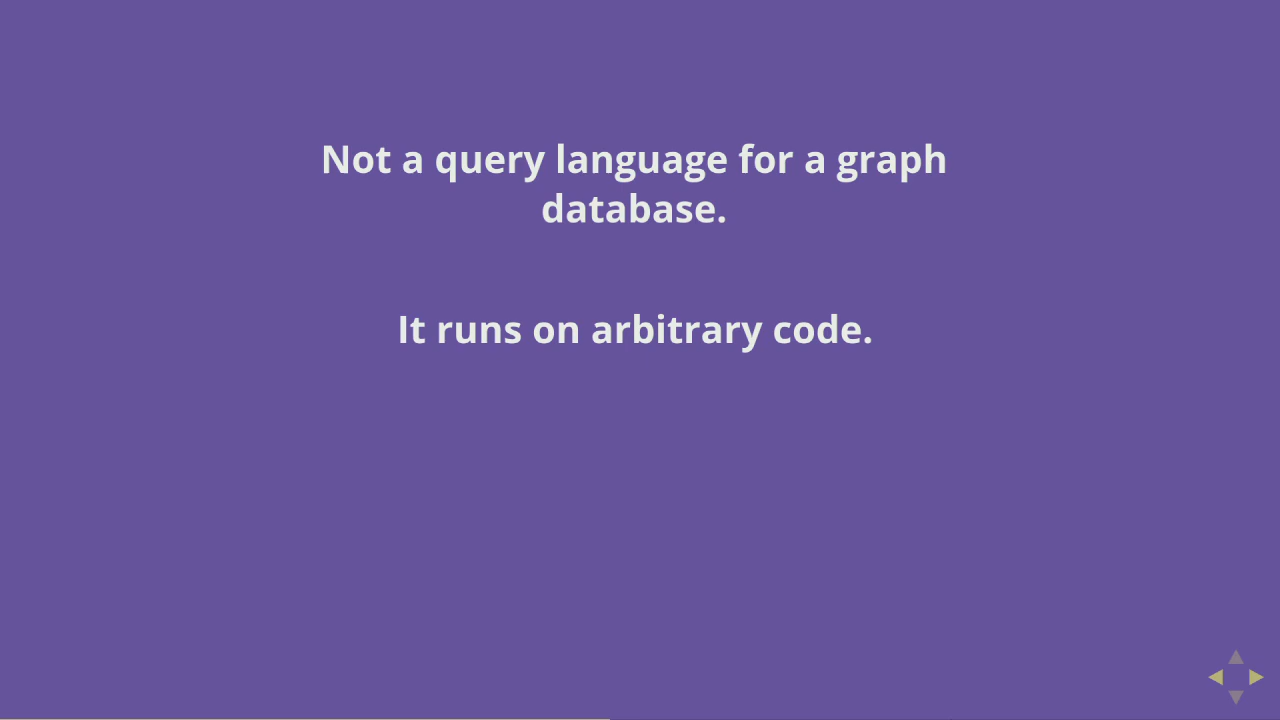 Not a query language for a graph
database.
It runs on arbitrary code.